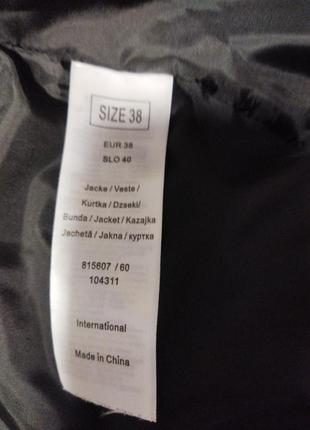 SIZE 38
EUR 38
SLO 40
Jacke / Veste /
Kurtka / Dzseki/
Bunda / Jacket / Kazajka
Jachetă / Jakna / куртка
815607 / 60
104311
International
Made in China